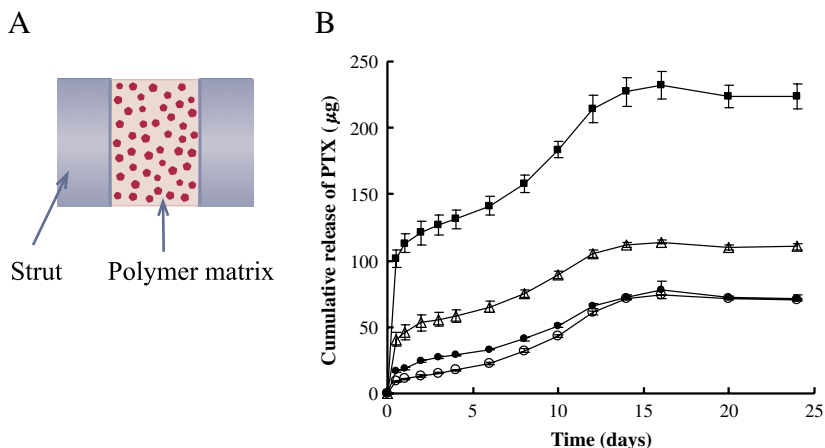 A
B
Strut
Polymer matrix
Cumulative release of PTX (μg)
250
200
150
100
50
0
0
5
10
15
20
25
Time (days)